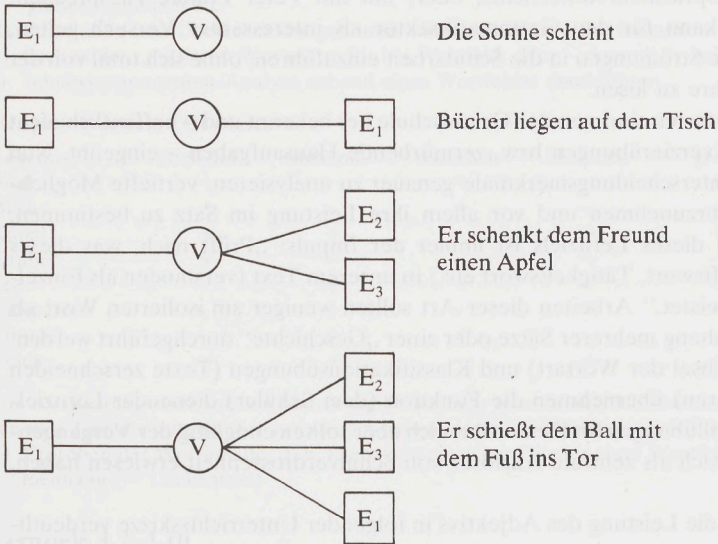 E₁ V Die Sonne scheint
E₁ V E₁ Bücher liegen auf dem Tisch
E₂
E₁ V Er schenkt dem Freund
einen Apfel
E₃
E₂
E₁ V E₃ Er schießt den Ball mit
dem Fuß ins Tor
E₁